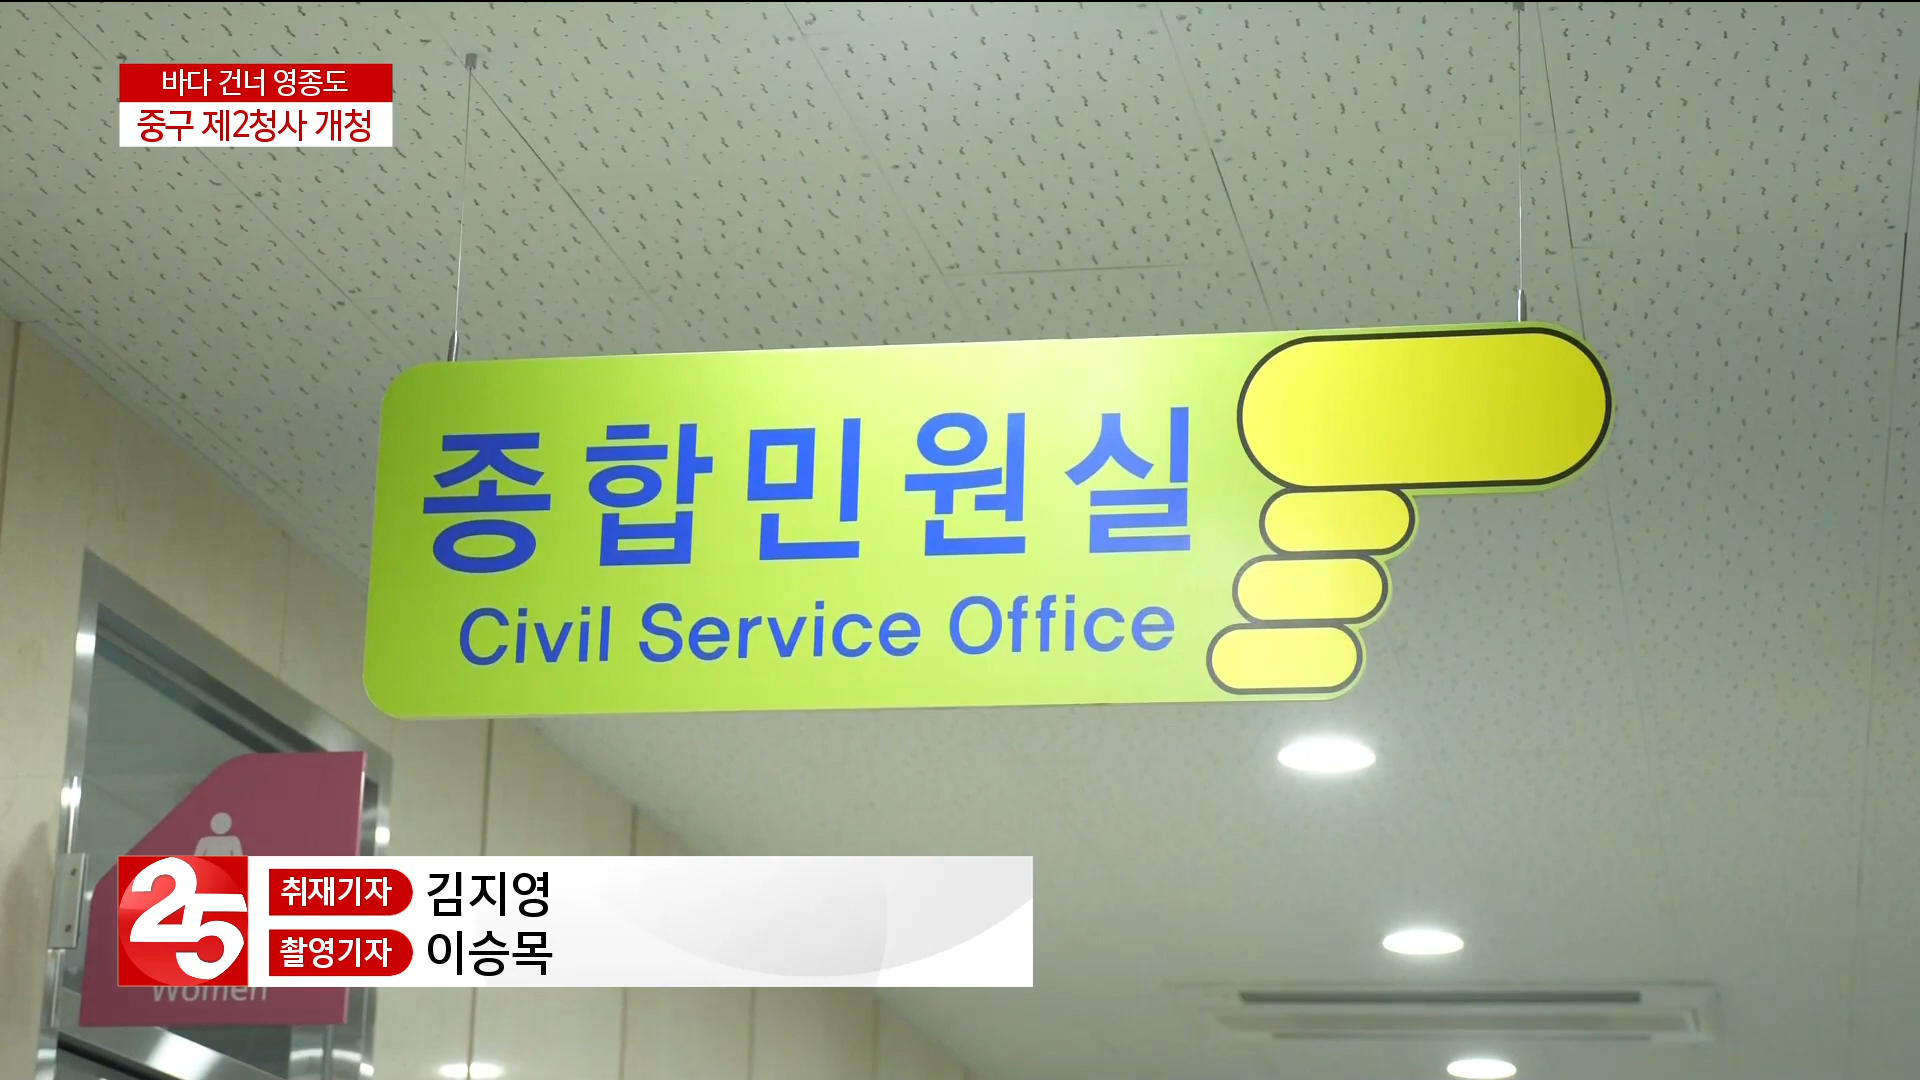 바다 건너 영종도
중구 제2청사 개청
종합민원실
Civil Service Office
25
취재기자 김지영
촬영기자 이승목
Women